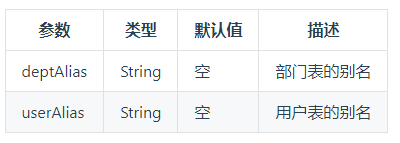 参数 类型 默认值 描述
deptAlias String 空 部门表的别名
userAlias String 空 用户表的别名